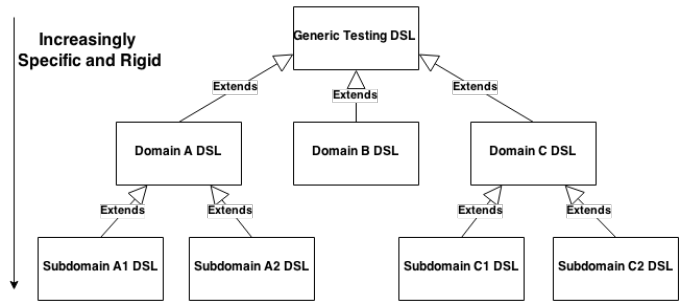 Generic Testing DSL
Increasingly
Specific and Rigid
Extends
Extends
Extends
Domain A DSL
Domain B DSL
Domain C DSL
Extends
Extends
Extends
Extends
Subdomain A1 DSL
Subdomain A2 DSL
Subdomain C1 DSL
Subdomain C2 DSL